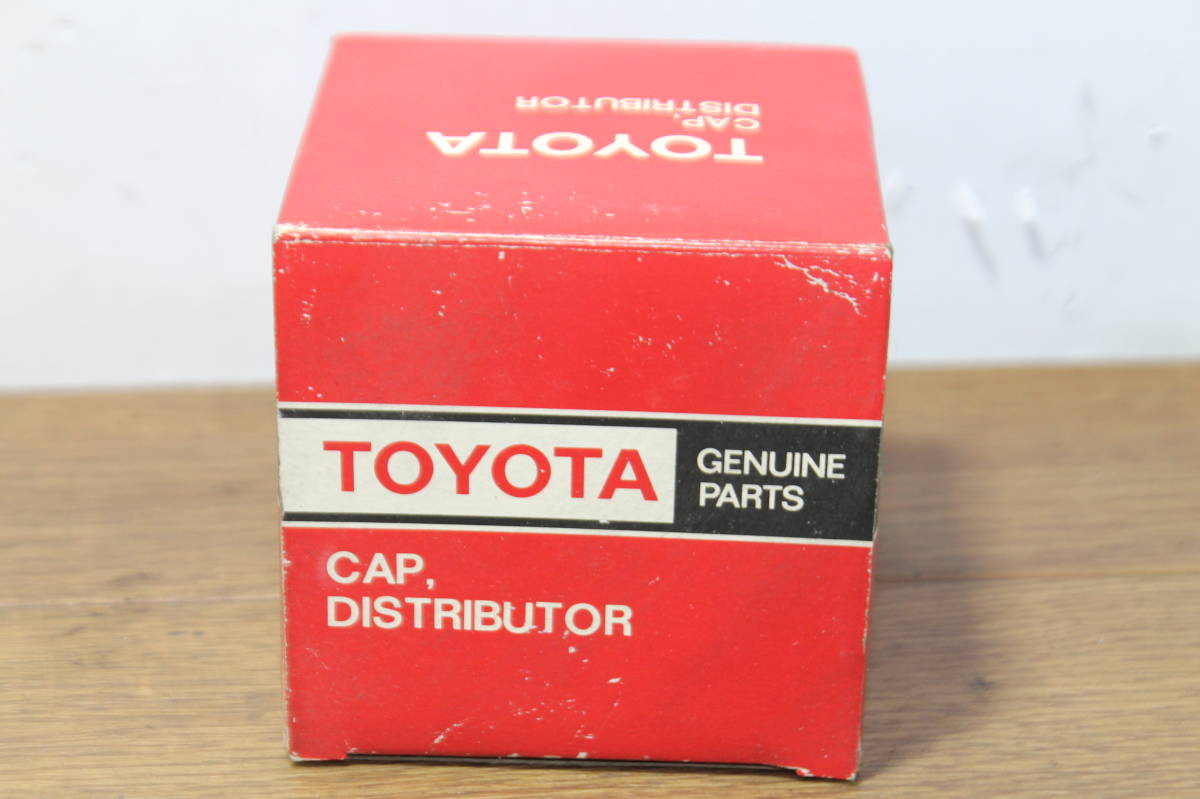 TOYOTA
CAP,
DISTRIBUTOR
TOYOTA
GENUINE
PARTS
CAP,
DISTRIBUTOR